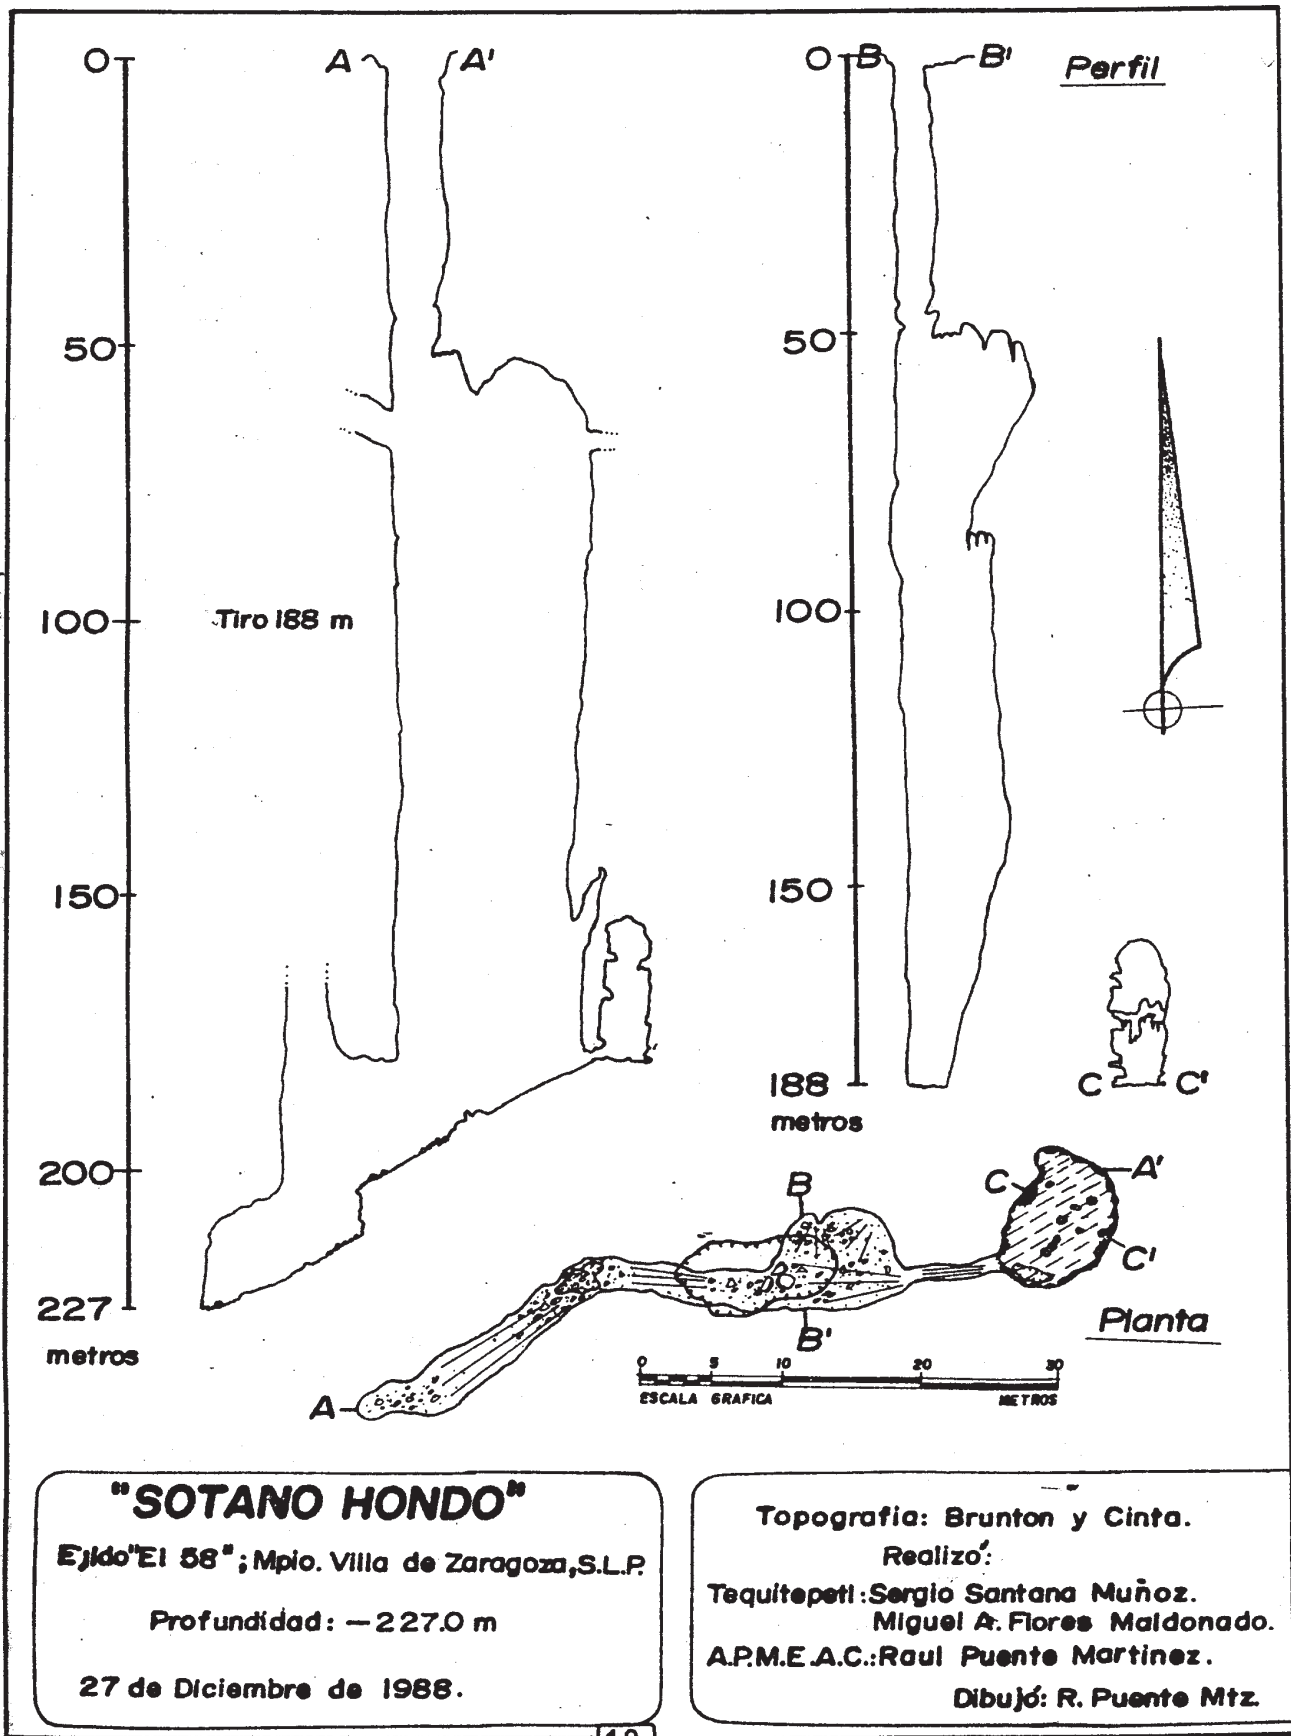 A A'
B B'
Perfil
0
50
100
150
200
227
metros
Tiro 188 m
0
50
100
150
188
metros
C C'
B
B'
A
A'
C
C'
Planta
0 5 10 20 30
ESCALA GRAFICA METROS
"SOTANO HONDO"
Ejido "El 58"; Mpio. Villa de Zaragoza, S.L.P.
Profundidad: -227.0 m
27 de Diciembre de 1988.
Topografia: Brunton y Cinta.
Realizó:
Tequitepetl: Sergio Santana Muñoz.
Miguel A. Flores Maldonado.
A.P.M.E.A.C.: Raul Puente Martinez.
Dibujó: R. Puente Mtz.